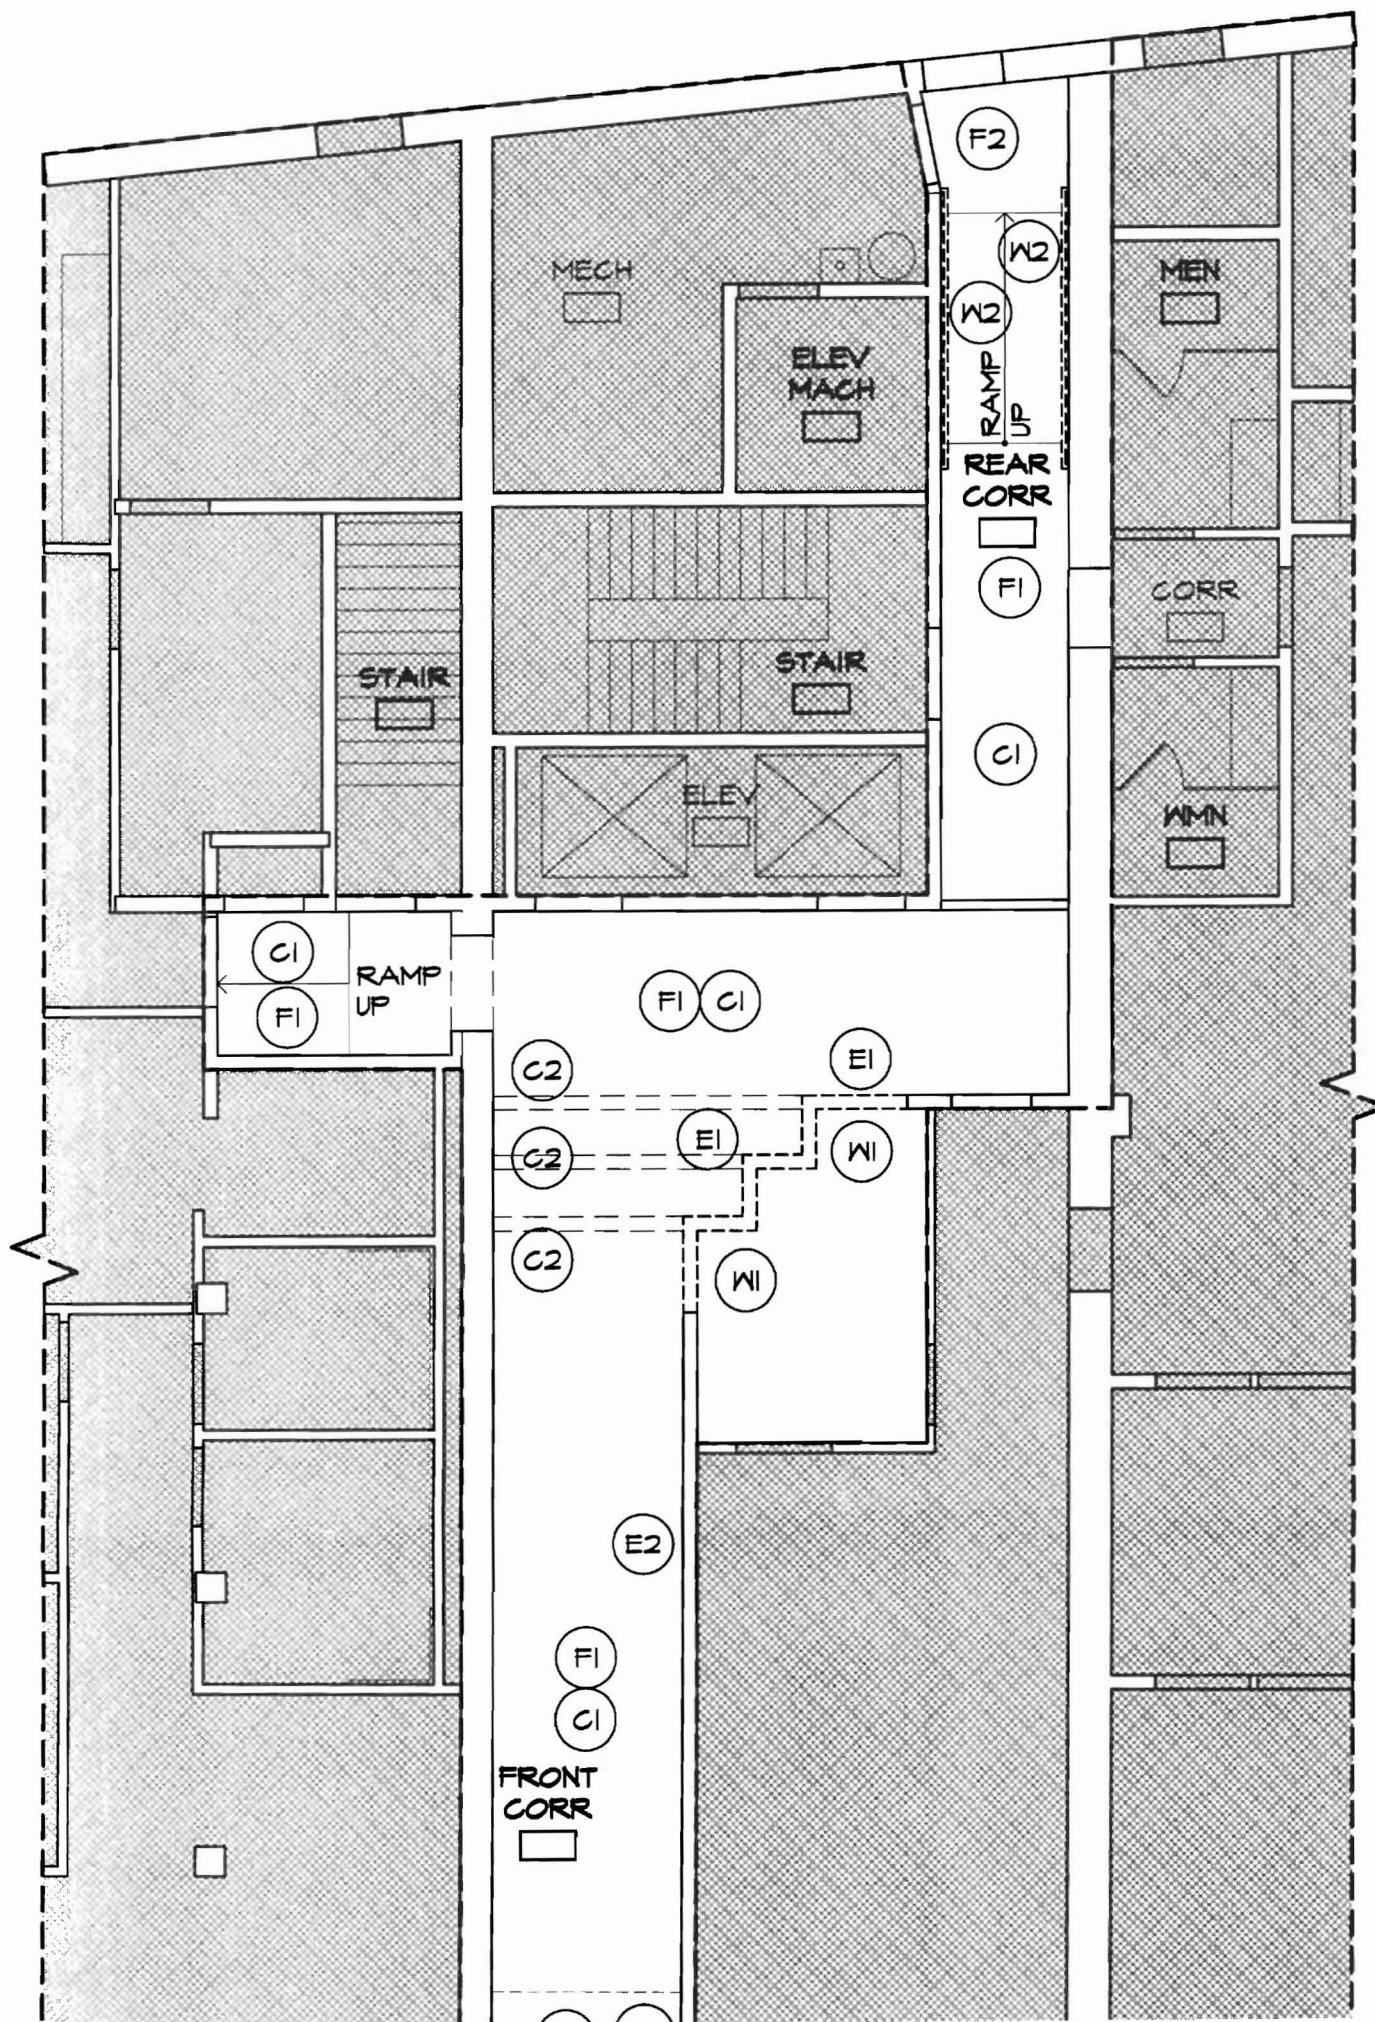 F2
W2
MECH
MEN
W2
ELEV
MACH
RAMP
UP
REAR
CORR
F1
CORR
STAIR
STAIR
C1
ELEV
WMN
C1
RAMP
UP
F1
F1
C1
C2
E1
E1
C2
W1
C2
W1
E2
F1
C1
FRONT
CORR